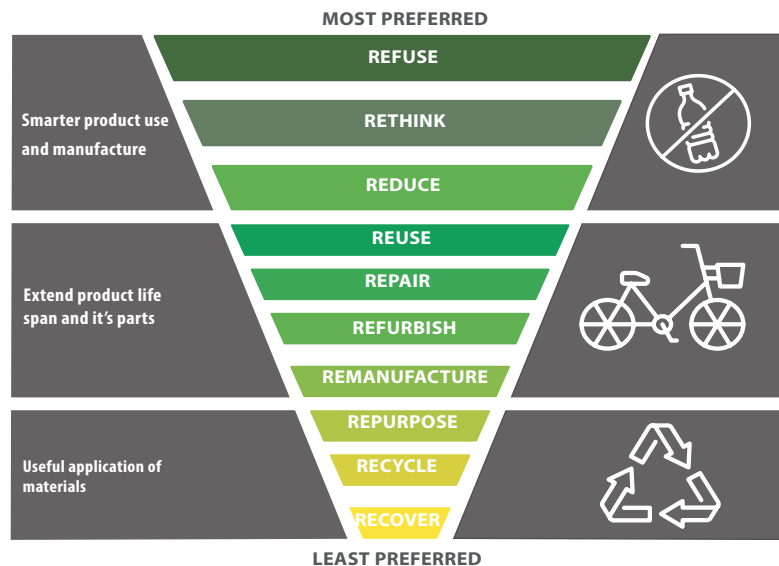 MOST PREFERRED
REFUSE
Smarter product use
and manufacture
RETHINK
REDUCE
REUSE
REPAIR
Extend product life
span and it's parts
REFURBISH
REMANUFACTURE
REPURPOSE
Useful application of
materials
RECYCLE
RECOVER
LEAST PREFERRED